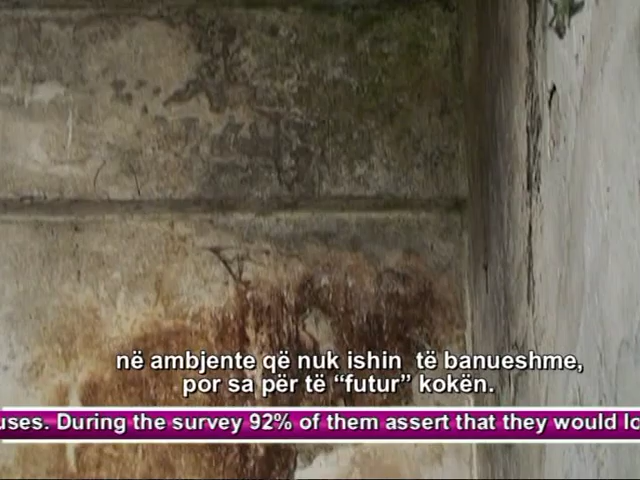 në ambjente që nuk ishin të banueshme,
por sa për të “futur” kokën.
uses. During the survey 92% of them assert that they would lo